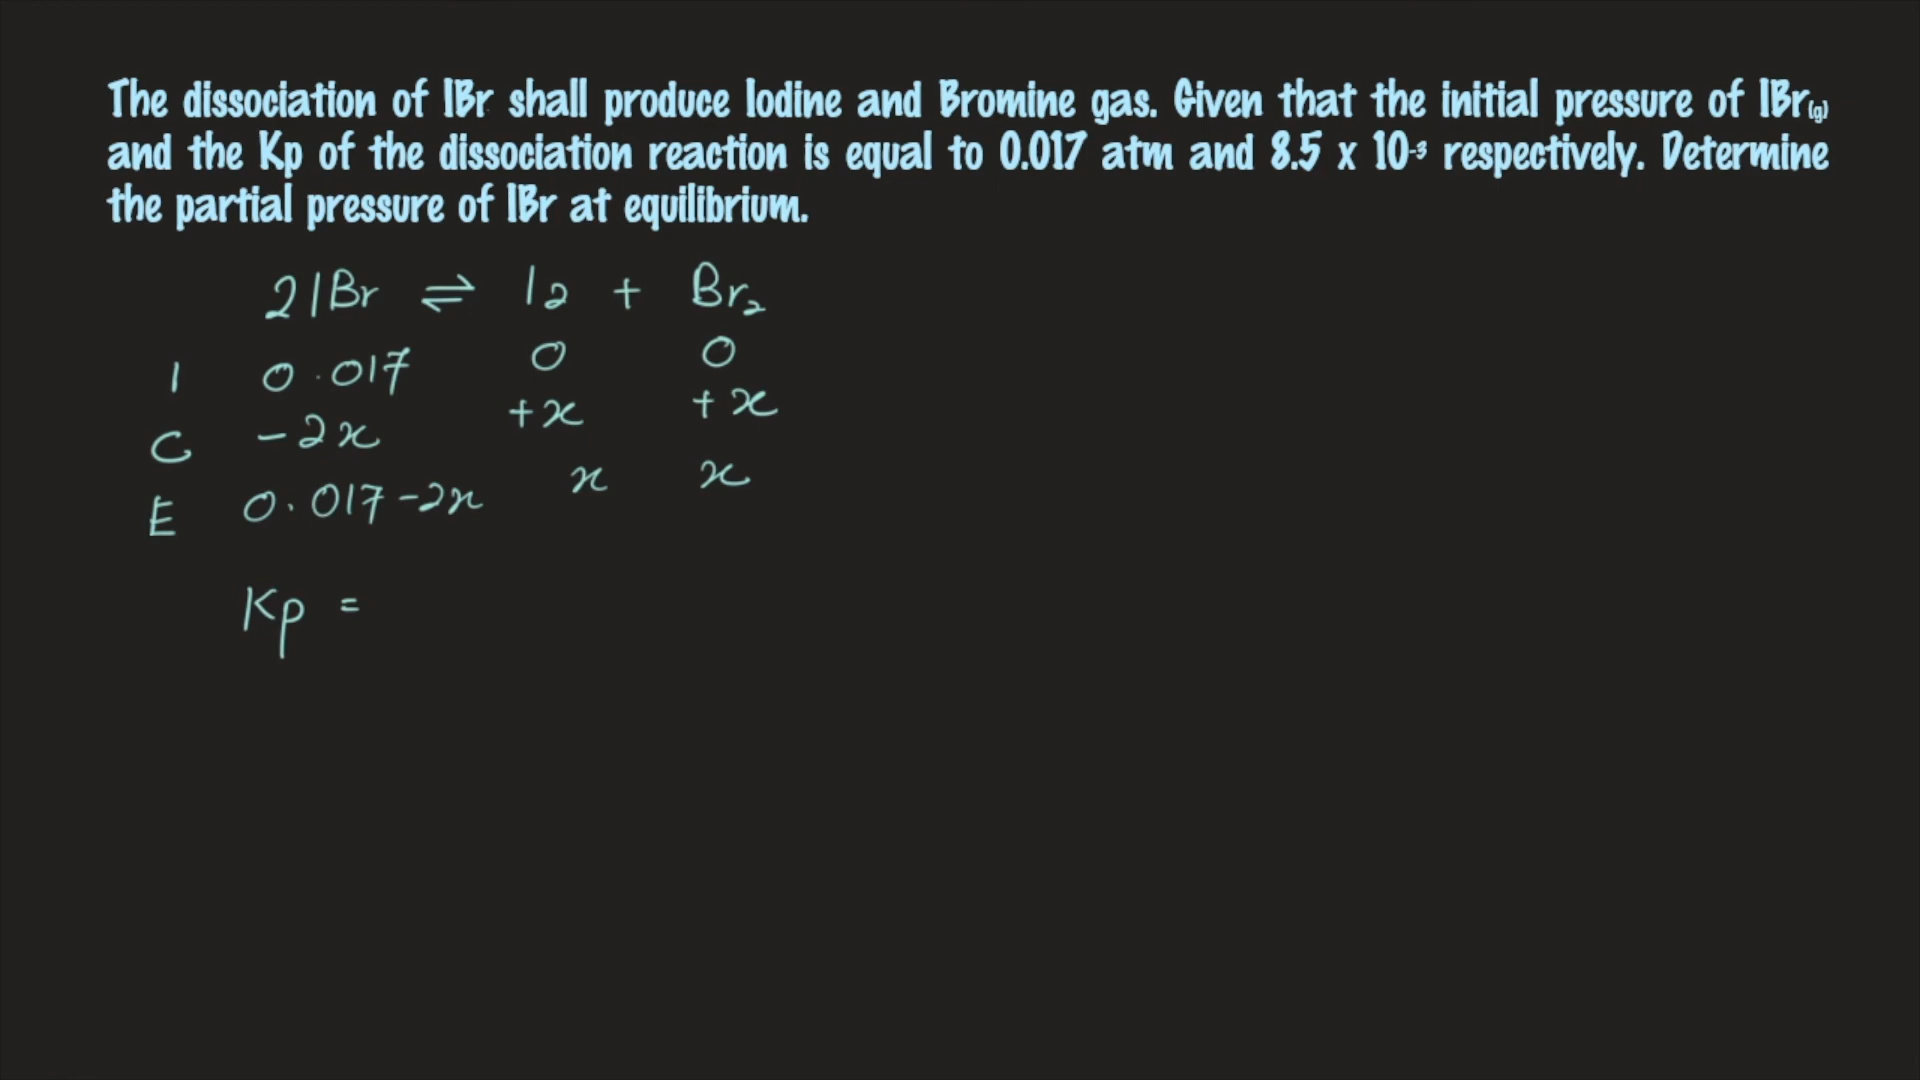 The dissociation of IBr shall produce Iodine and Bromine gas. Given that the initial pressure of IBr(g)
and the Kp of the dissociation reaction is equal to 0.017 atm and 8.5 x 10-3 respectively. Determine
the partial pressure of IBr at equilibrium.
2IBr ⇌ I2 + Br2
I 0.017 0 0
C -2x +x +x
E 0.017-2x x x
Kp =